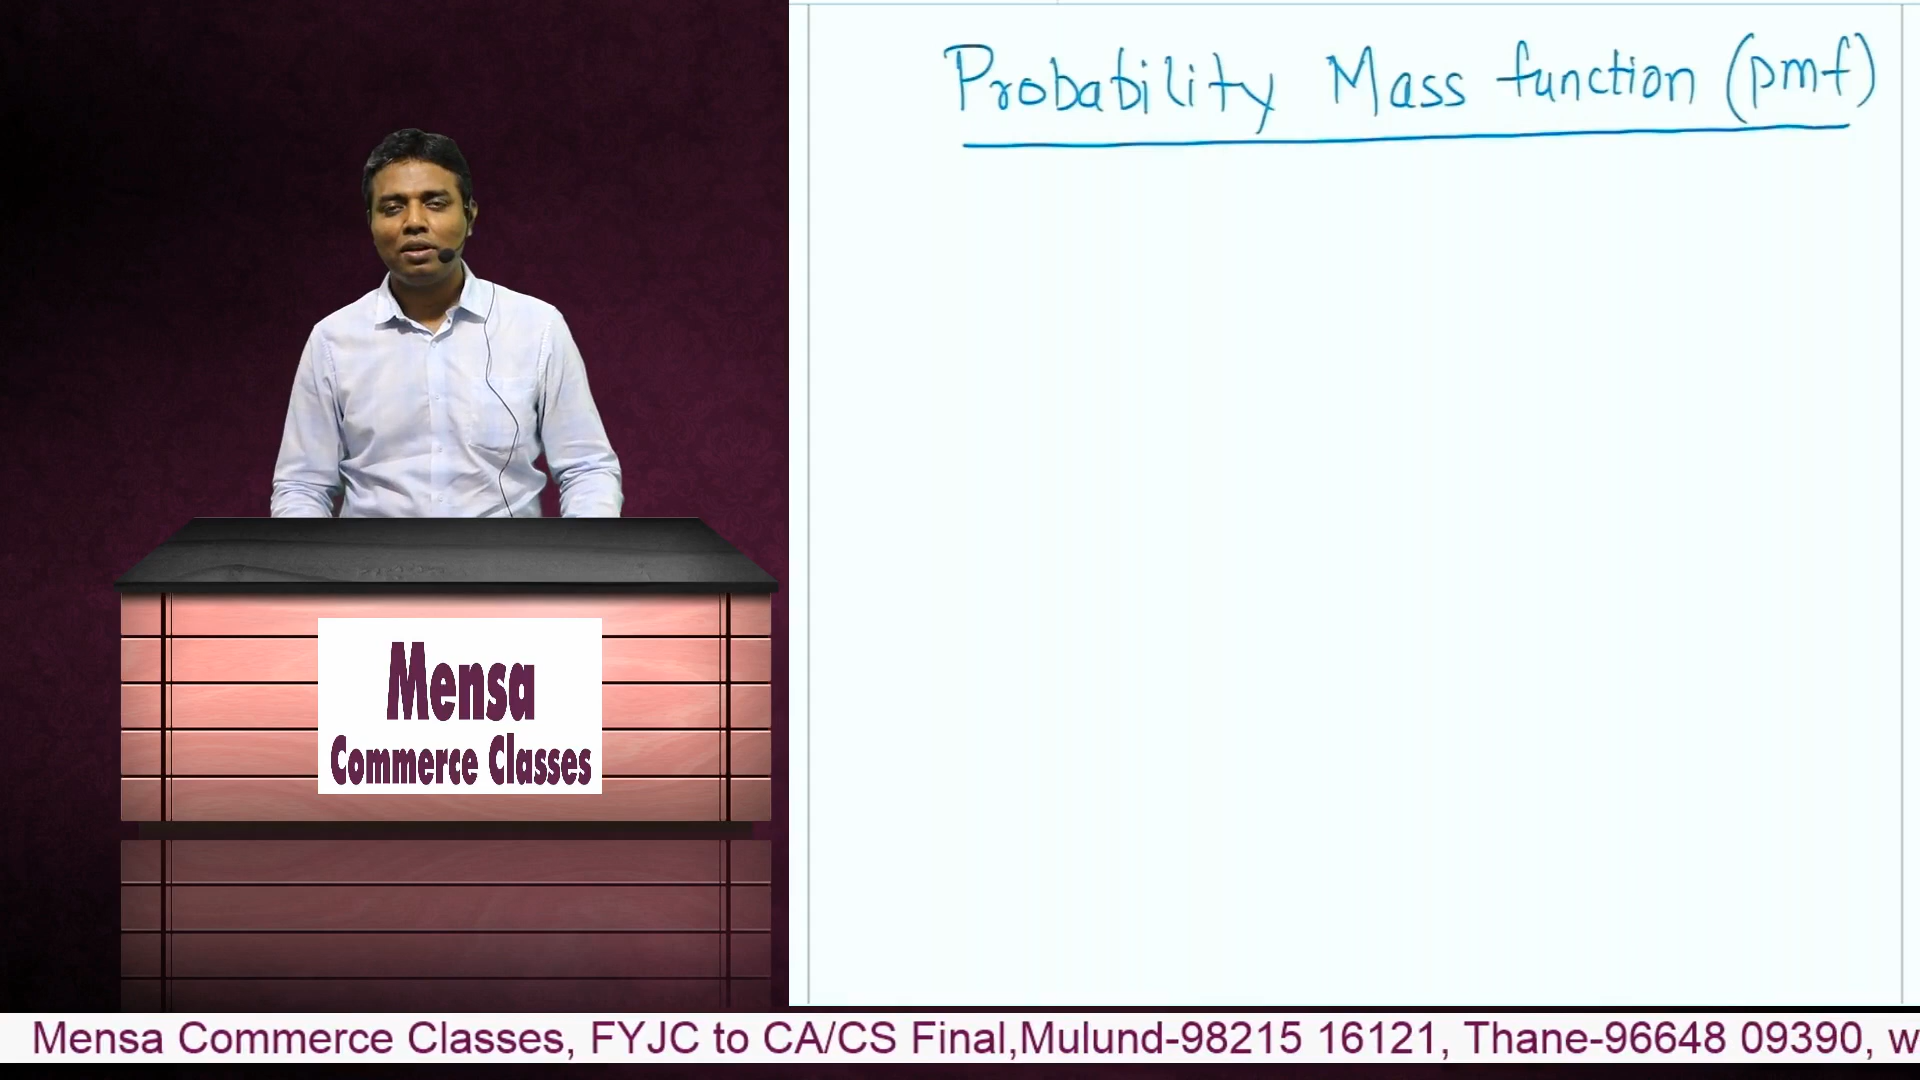 Probability Mass function (pmf)
Mensa
Commerce Classes
Mensa Commerce Classes, FYJC to CA/CS Final,Mulund-98215 16121, Thane-96648 09390, w